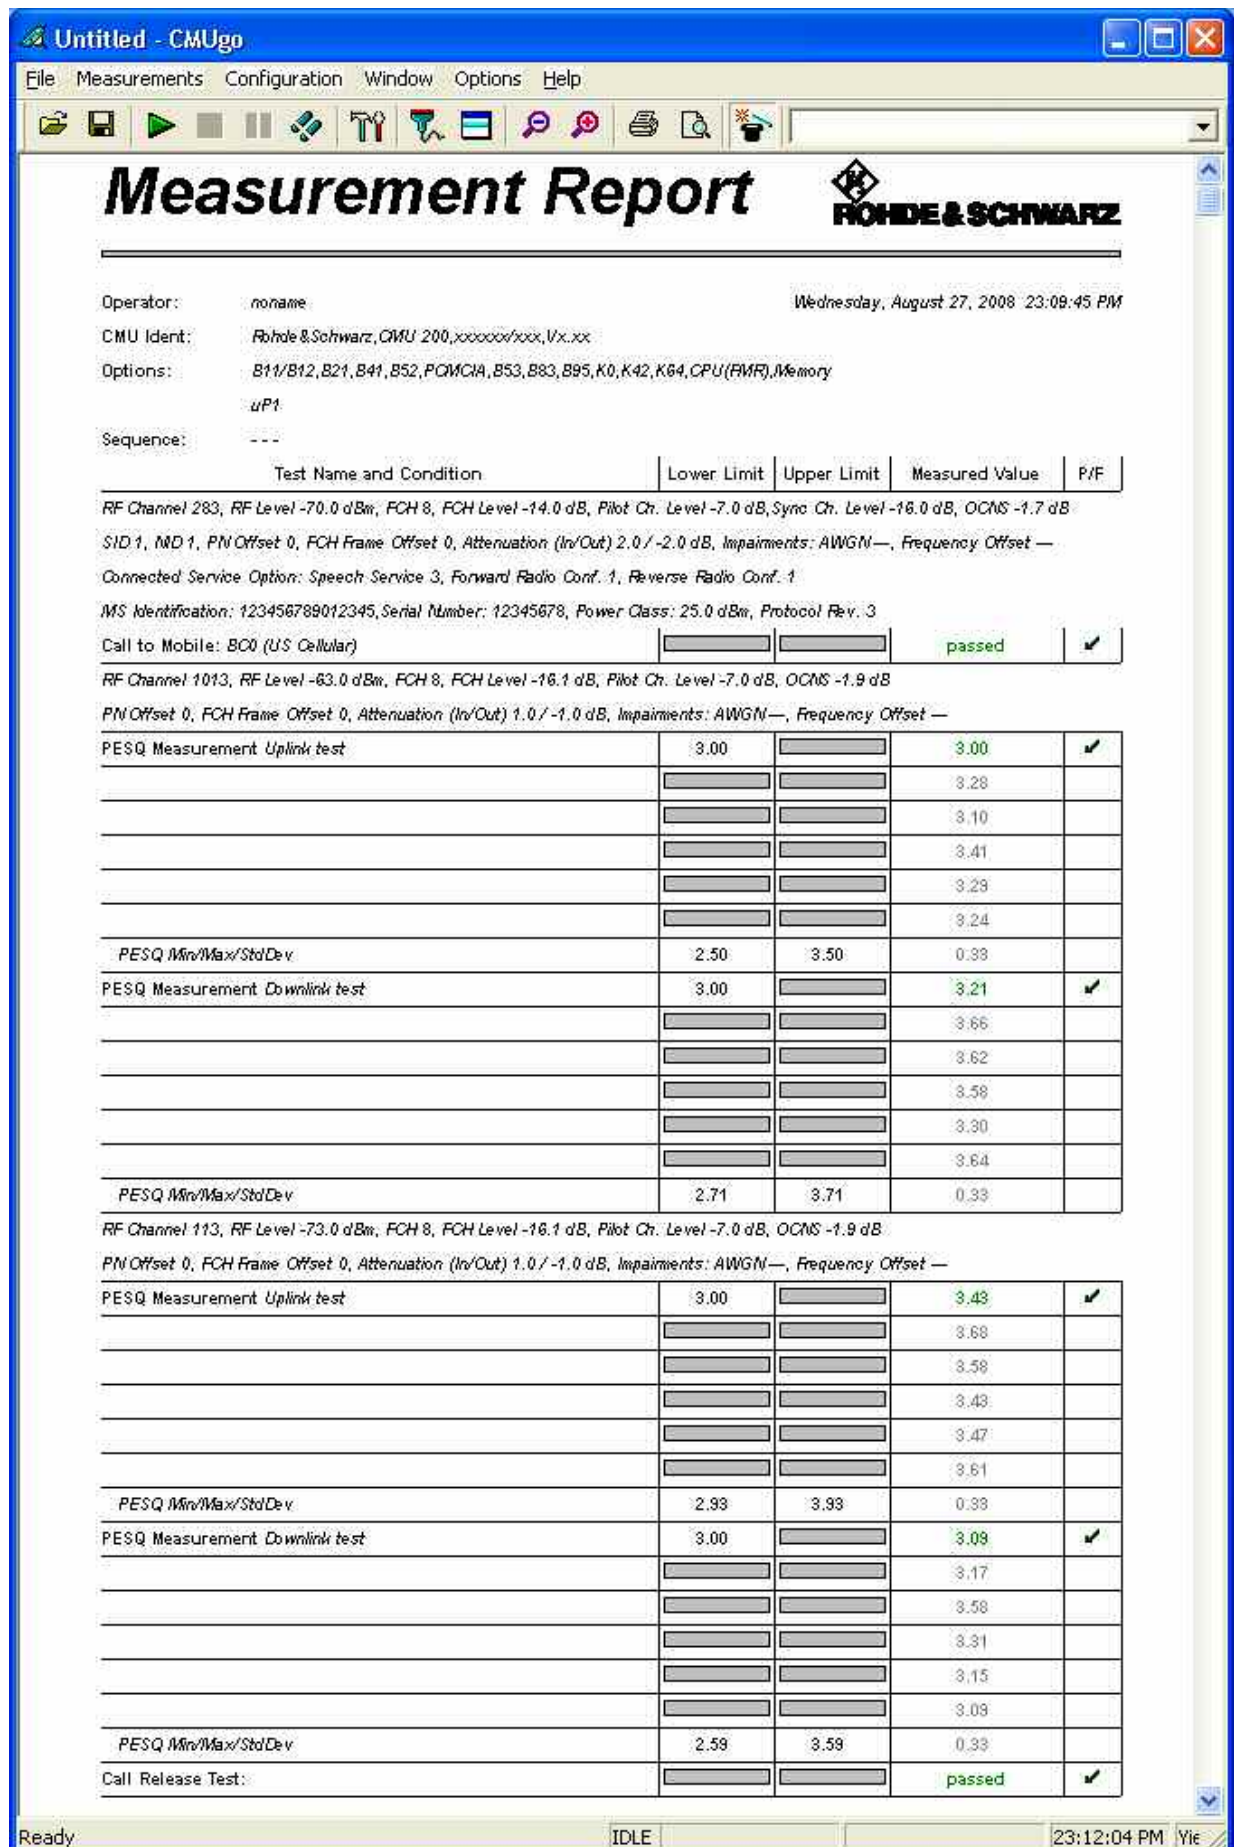 Untitled - CMUgo
File Measurements Configuration Window Options Help
Measurement Report
ROHDE & SCHWARZ
Operator: noname Wednesday, August 27, 2008 23:09:45 PM
CMU Ident: Rohde&Schwarz,CMU 200,xxxxxx/xxx,Vx.xx
Options: B11/B12,B21,B41,B52,PCMCIA,B53,B83,B95,K0,K42,K64,CPU(FMR),Memory
uP1
Sequence: - - -
Test Name and Condition Lower Limit Upper Limit Measured Value P/F
RF Channel 283, RF Level -70.0 dBm, FCH 8, FCH Level -14.0 dB, Pilot Ch. Level -7.0 dB,Sync Ch. Level -16.0 dB, OCNS -1.7 dB
SID 1, NID 1, PN Offset 0, FCH Frame Offset 0, Attenuation (In/Out) 2.0 / -2.0 dB, Impairments: AWGN ---, Frequency Offset ---
Connected Service Option: Speech Service 3, Forward Radio Conf. 1, Reverse Radio Conf. 1
MS Identification: 123456789012345,Serial Number: 12345678, Power Class: 25.0 dBm, Protocol Rev. 3
Call to Mobile: BC0 (US Cellular) passed ✔
RF Channel 1013, RF Level -63.0 dBm, FCH 8, FCH Level -16.1 dB, Pilot Ch. Level -7.0 dB, OCNS -1.9 dB
PN Offset 0, FCH Frame Offset 0, Attenuation (In/Out) 1.0 / -1.0 dB, Impairments: AWGN ---, Frequency Offset ---
PESQ Measurement Uplink test 3.00 3.00 ✔
3.28
3.10
3.41
3.29
3.24
PESQ Min/Max/StdDev 2.50 3.50 0.33
PESQ Measurement Downlink test 3.00 3.21 ✔
3.66
3.62
3.58
3.30
3.64
PESQ Min/Max/StdDev 2.71 3.71 0.33
RF Channel 113, RF Level -73.0 dBm, FCH 8, FCH Level -16.1 dB, Pilot Ch. Level -7.0 dB, OCNS -1.9 dB
PN Offset 0, FCH Frame Offset 0, Attenuation (In/Out) 1.0 / -1.0 dB, Impairments: AWGN ---, Frequency Offset ---
PESQ Measurement Uplink test 3.00 3.43 ✔
3.68
3.58
3.43
3.47
3.61
PESQ Min/Max/StdDev 2.93 3.93 0.33
PESQ Measurement Downlink test 3.00 3.09 ✔
3.17
3.58
3.31
3.15
3.09
PESQ Min/Max/StdDev 2.59 3.59 0.33
Call Release Test: passed ✔
Ready IDLE 23:12:04 PM Vie